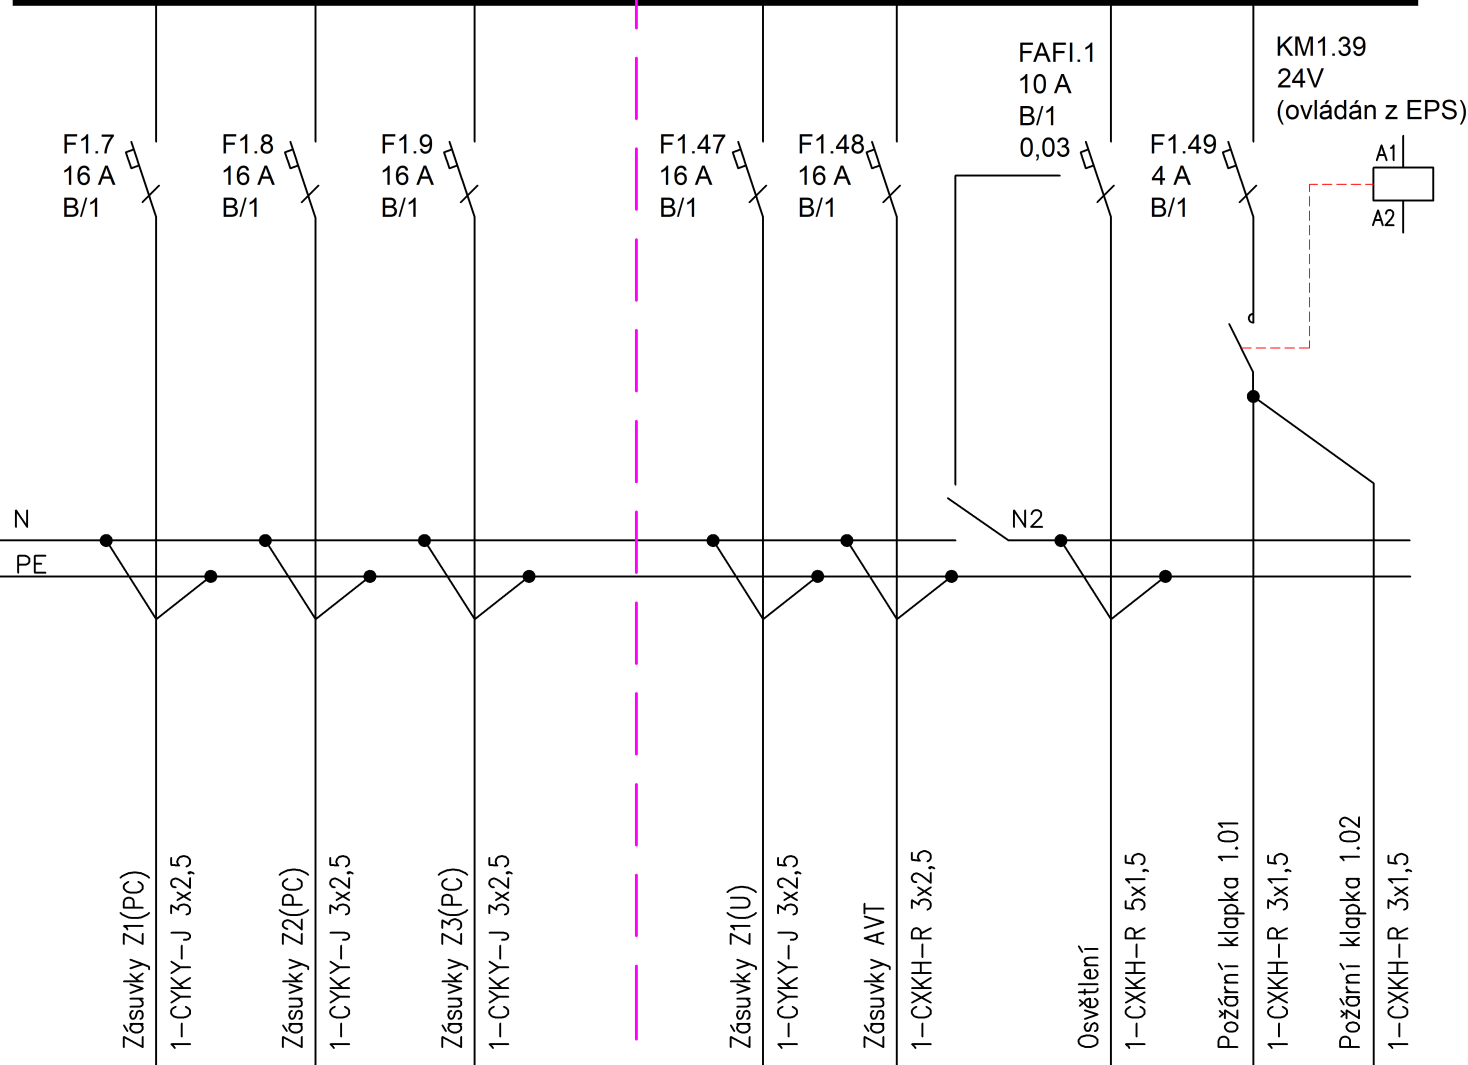 F1.7
16 A
B/1
F1.8
16 A
B/1
F1.9
16 A
B/1
F1.47
16 A
B/1
F1.48
16 A
B/1
FAFI.1
10 A
B/1
0,03
F1.49
4 A
B/1
KM1.39
24V
(ovládán z EPS)
A1
A2
N
N2
PE
Zásuvky Z1(PC)
1-CYKY-J 3x2,5
Zásuvky Z2(PC)
1-CYKY-J 3x2,5
Zásuvky Z3(PC)
1-CYKY-J 3x2,5
Zásuvky Z1(U)
1-CYKY-J 3x2,5
Zásuvky AVT
1-CXKH-R 3x2,5
Osvětlení
1-CXKH-R 5x1,5
Požární klapka 1.01
1-CXKH-R 3x1,5
Požární klapka 1.02
1-CXKH-R 3x1,5